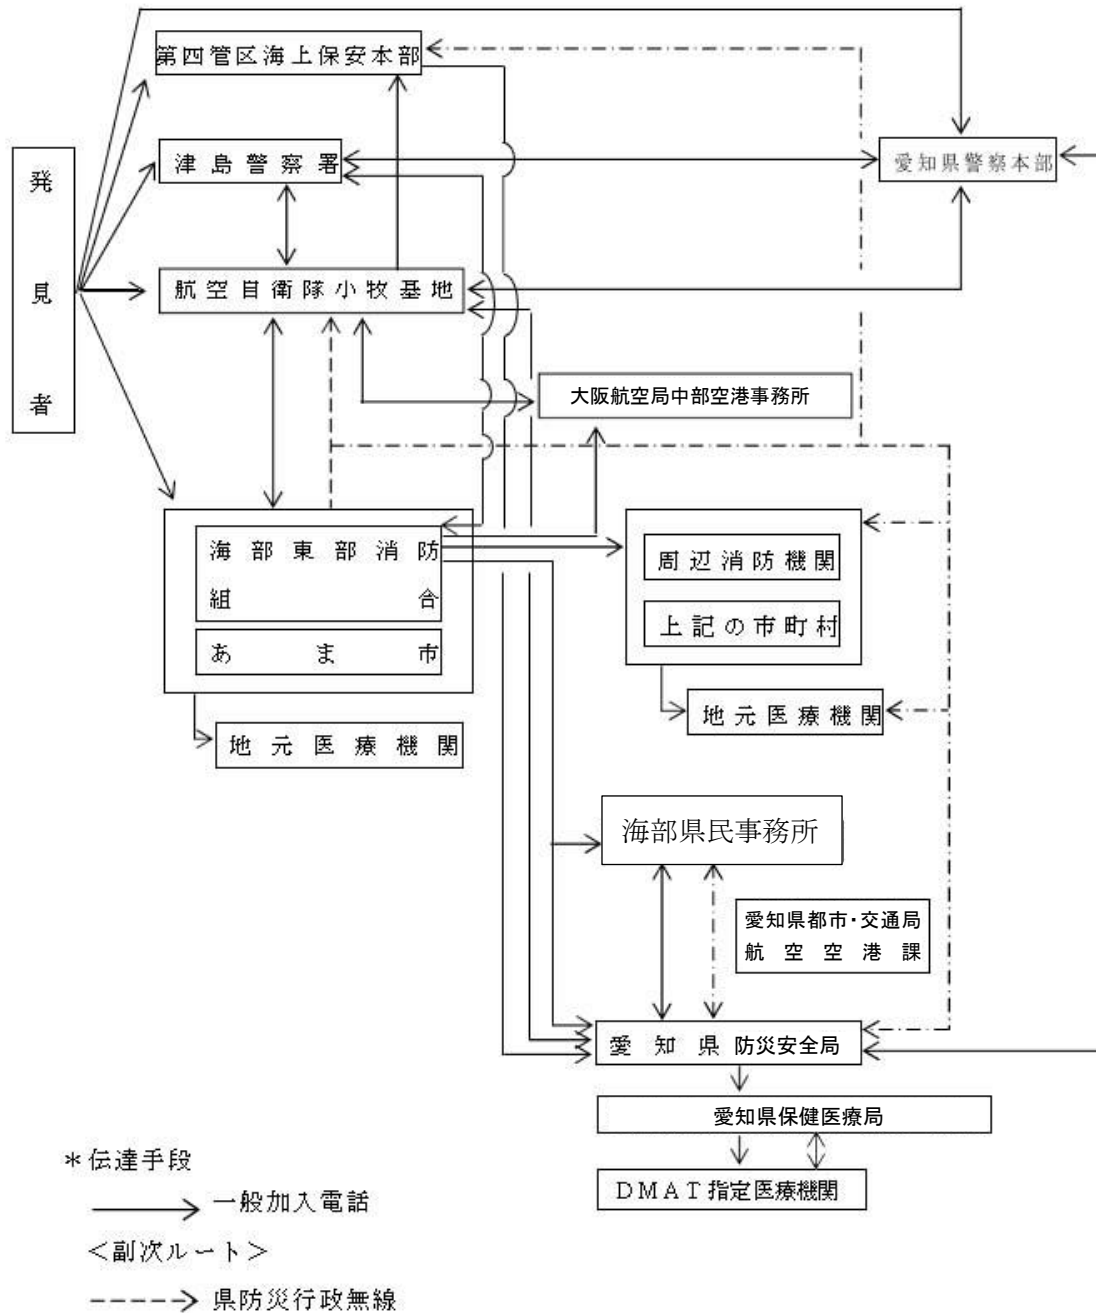 第四管区海上保安本部
津島警察署
愛知県警察本部
発見者
航空自衛隊小牧基地
大阪航空局中部空港事務所
海部東部消防
組合
あま市
周辺消防機関
上記の市町村
地元医療機関
地元医療機関
海部県民事務所
愛知県都市・交通局
航空空港課
愛知県防災安全局
愛知県保健医療局
DMAT指定医療機関
*伝達手段
一般加入電話
<副次ルート>
県防災行政無線